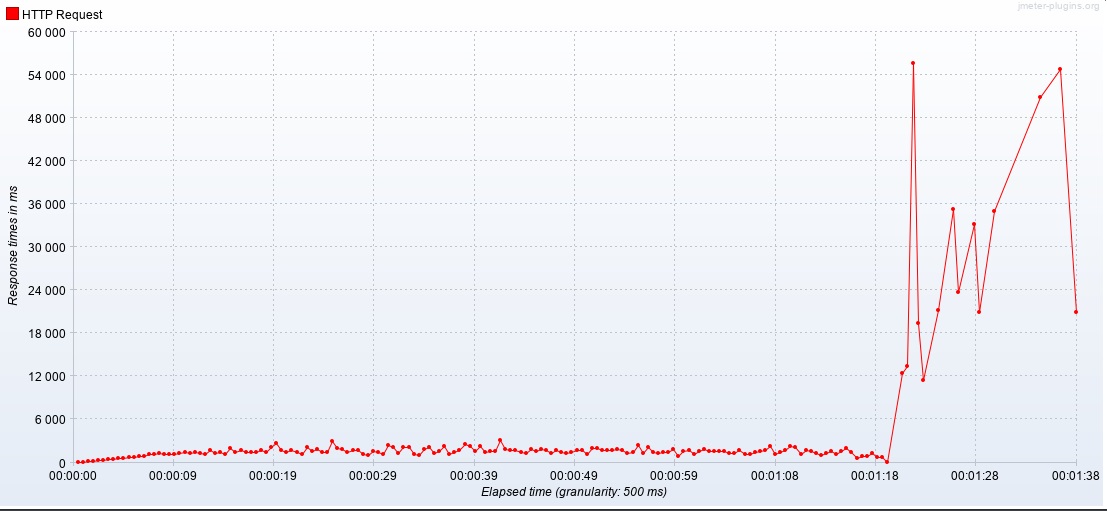 jmeter-plugins.org
HTTP Request
60 000
54 000
48 000
42 000
36 000
30 000
24 000
18 000
12 000
6 000
0
Response times in ms
00:00:00 00:00:09 00:00:19 00:00:29 00:00:39 00:00:49 00:00:59 00:01:08 00:01:18 00:01:28 00:01:38
Elapsed time (granularity: 500 ms)